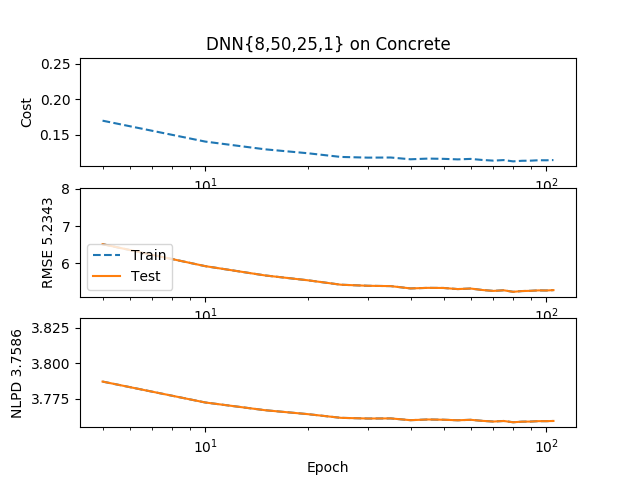 DNN{8,50,25,1} on Concrete
Cost
0.25
0.20
0.15
10^1
10^2
RMSE 5.2343
8
7
6
Train
Test
10^1
10^2
NLPD 3.7586
3.825
3.800
3.775
10^1
10^2
Epoch